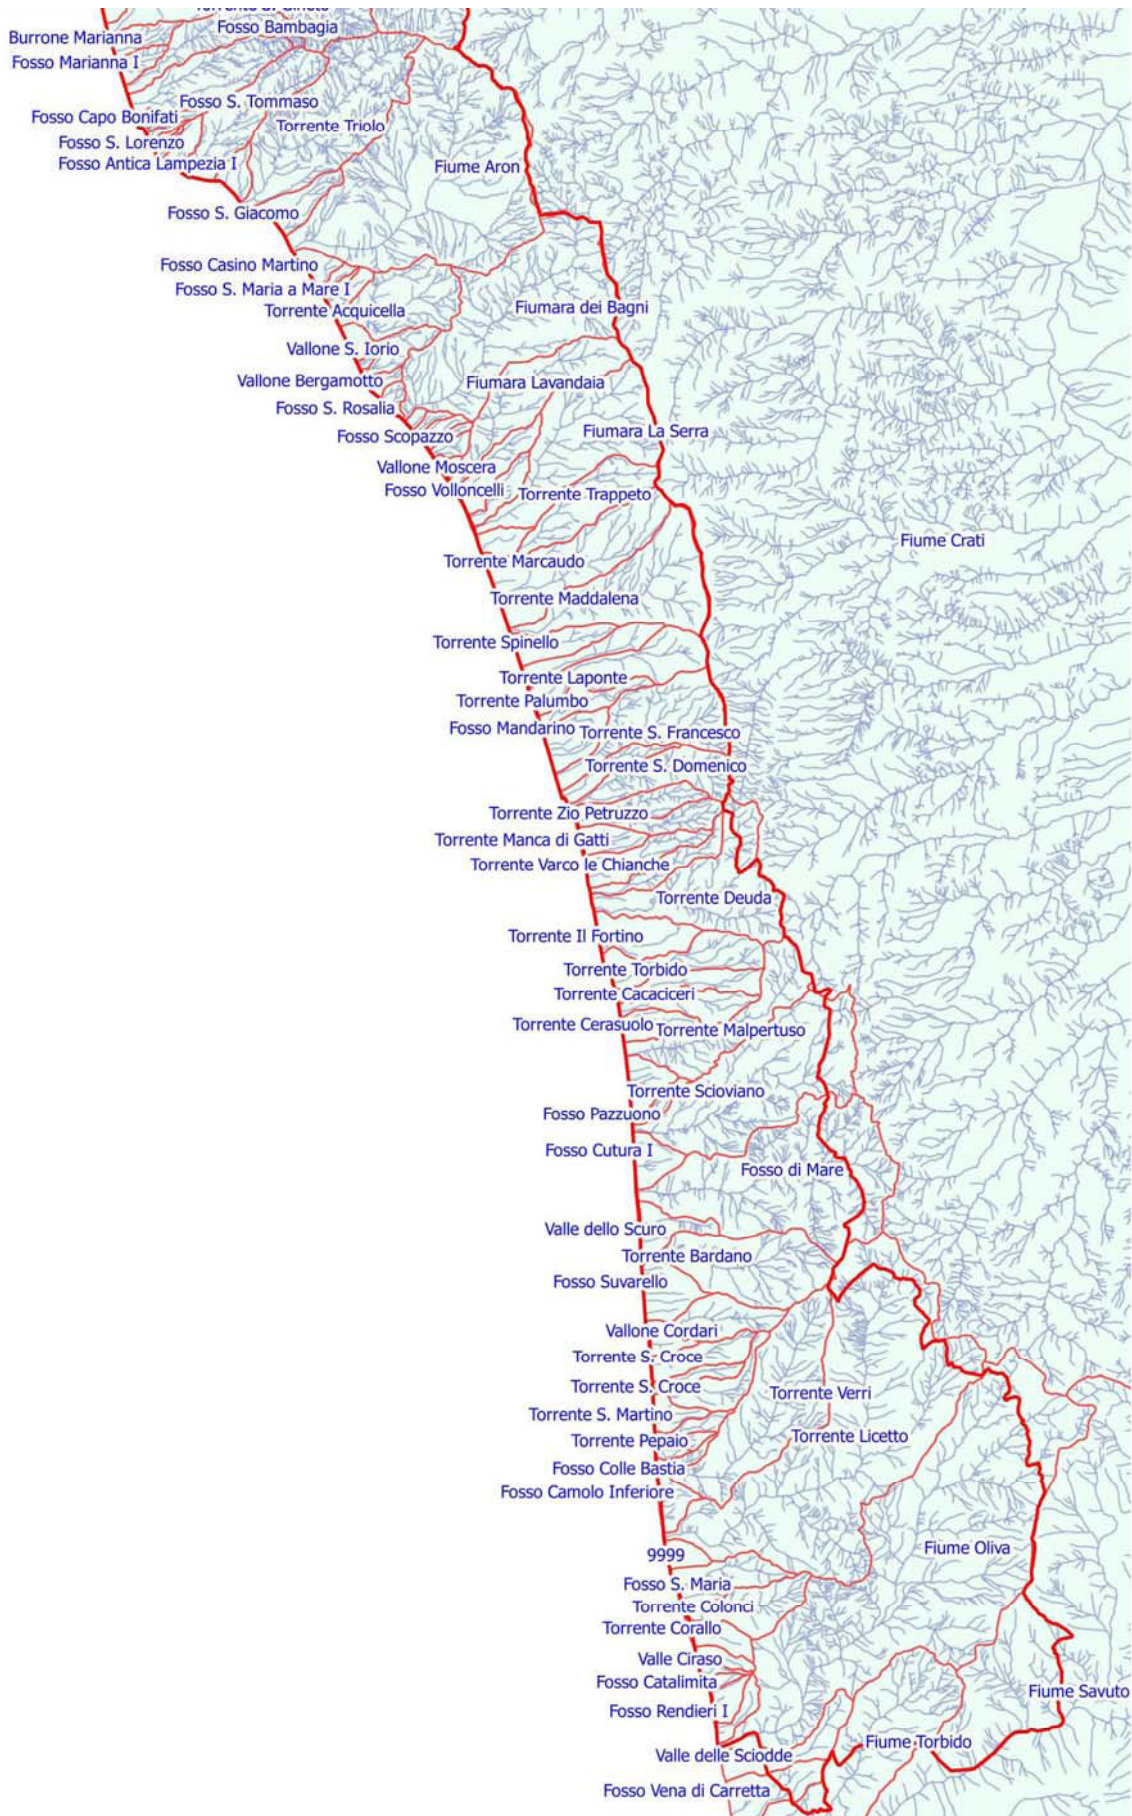 Torrente S. Gineto
Fosso Bambagia
Burrone Marianna
Fosso Marianna I
Fosso S. Tommaso
Fosso Capo Bonifati
Torrente Triolo
Fosso S. Lorenzo
Fosso Antica Lampezia I
Fiume Aron
Fosso S. Giacomo
Fosso Casino Martino
Fosso S. Maria a Mare I
Torrente Acquicella
Fiumara dei Bagni
Vallone S. Iorio
Vallone Bergamotto
Fiumara Lavandaia
Fosso S. Rosalia
Fosso Scopazzo
Fiumara La Serra
Vallone Moscera
Fosso Volloncelli
Torrente Trappeto
Fiume Crati
Torrente Marcaudo
Torrente Maddalena
Torrente Spinello
Torrente Laponte
Torrente Palumbo
Fosso Mandarino
Torrente S. Francesco
Torrente S. Domenico
Torrente Zio Petruzzo
Torrente Manca di Gatti
Torrente Varco le Chianche
Torrente Deuda
Torrente Il Fortino
Torrente Torbido
Torrente Cacaciceri
Torrente Cerasuolo
Torrente Malpertuso
Torrente Scioviano
Fosso Pazzuono
Fosso Cutura I
Fosso di Mare
Valle dello Scuro
Torrente Bardano
Fosso Suvarello
Vallone Cordari
Torrente S. Croce
Torrente S. Croce
Torrente Verri
Torrente S. Martino
Torrente Licetto
Torrente Pepaio
Fosso Colle Bastia
Fosso Camolo Inferiore
Fiume Oliva
9999
Fosso S. Maria
Torrente Colonci
Torrente Corallo
Valle Ciraso
Fosso Catalimita
Fiume Savuto
Fosso Rendieri I
Fiume Torbido
Valle delle Sciodde
Fosso Vena di Carretta